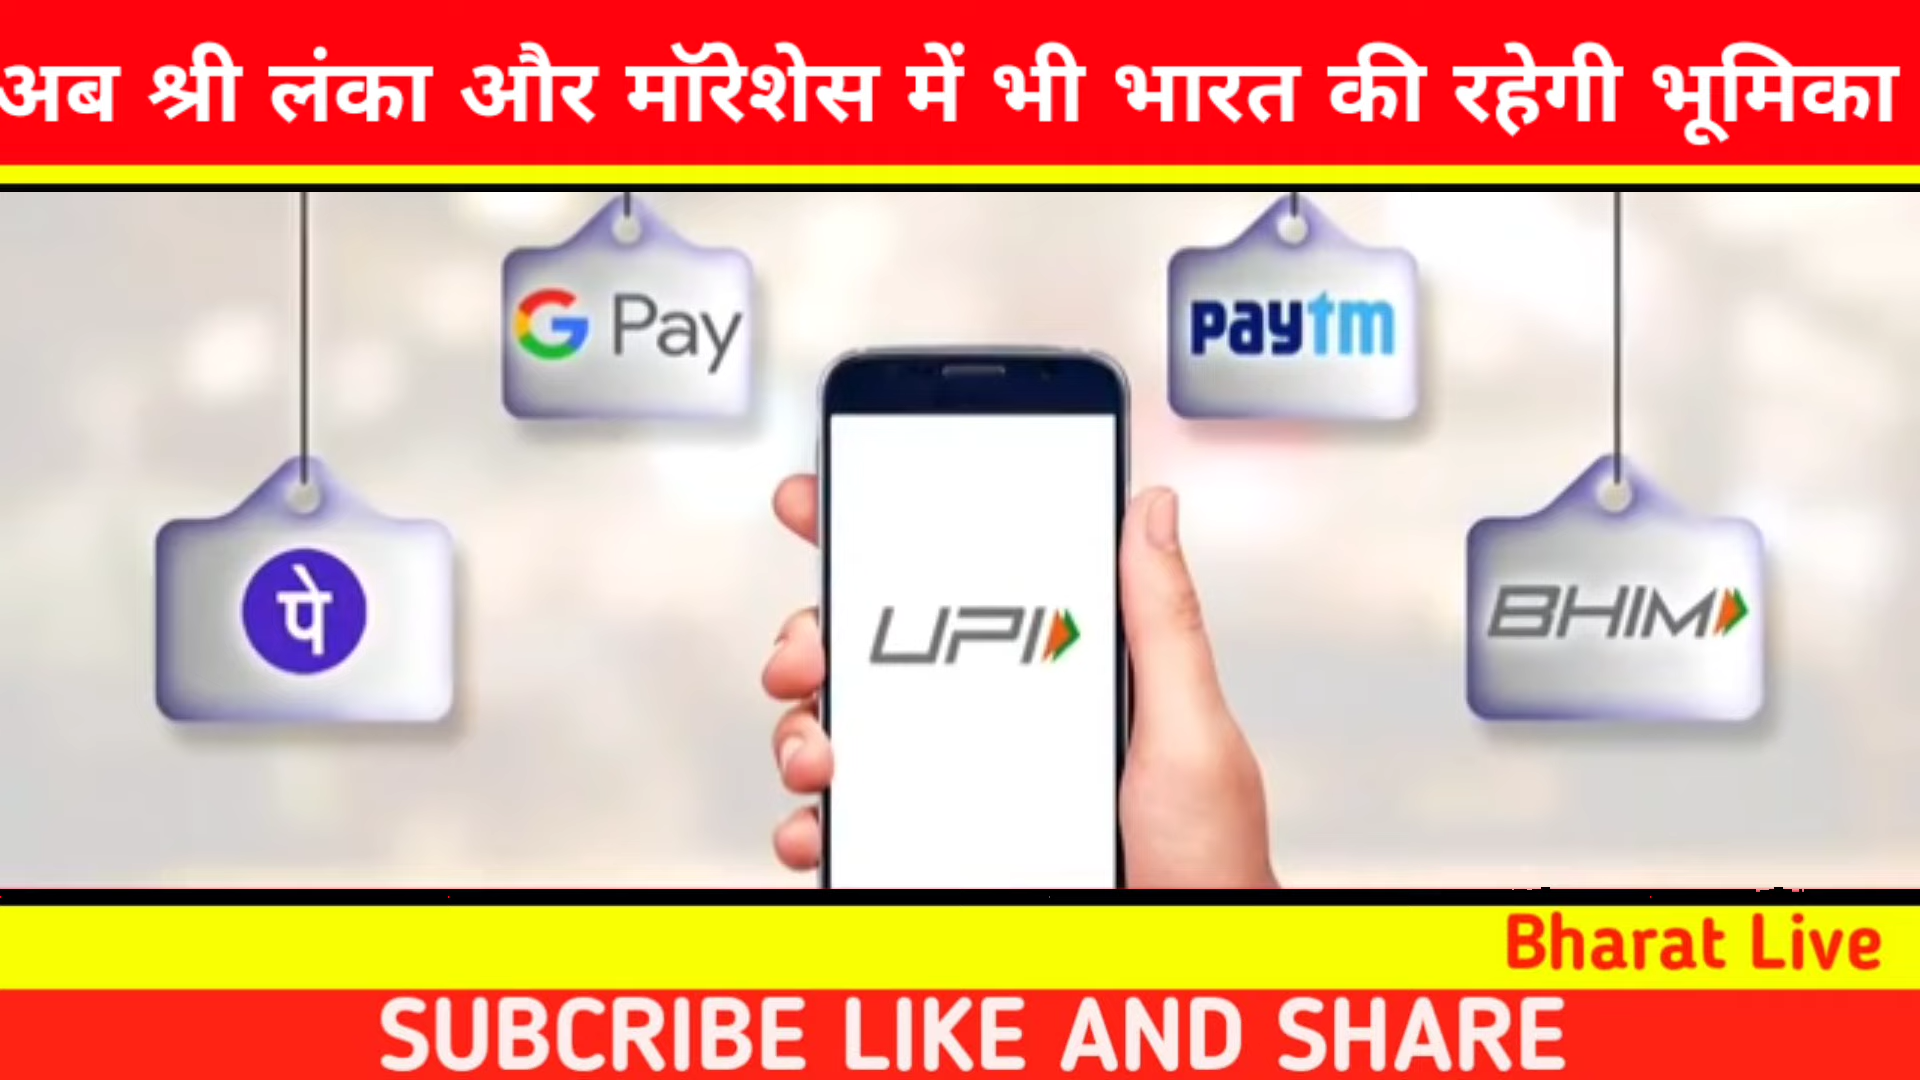 अब श्री लंका और मॉरेशेस में भी भारत की रहेगी भूमिका
G Pay
paytm
पे
UPI
BHIM
Bharat Live
SUBCRIBE LIKE AND SHARE